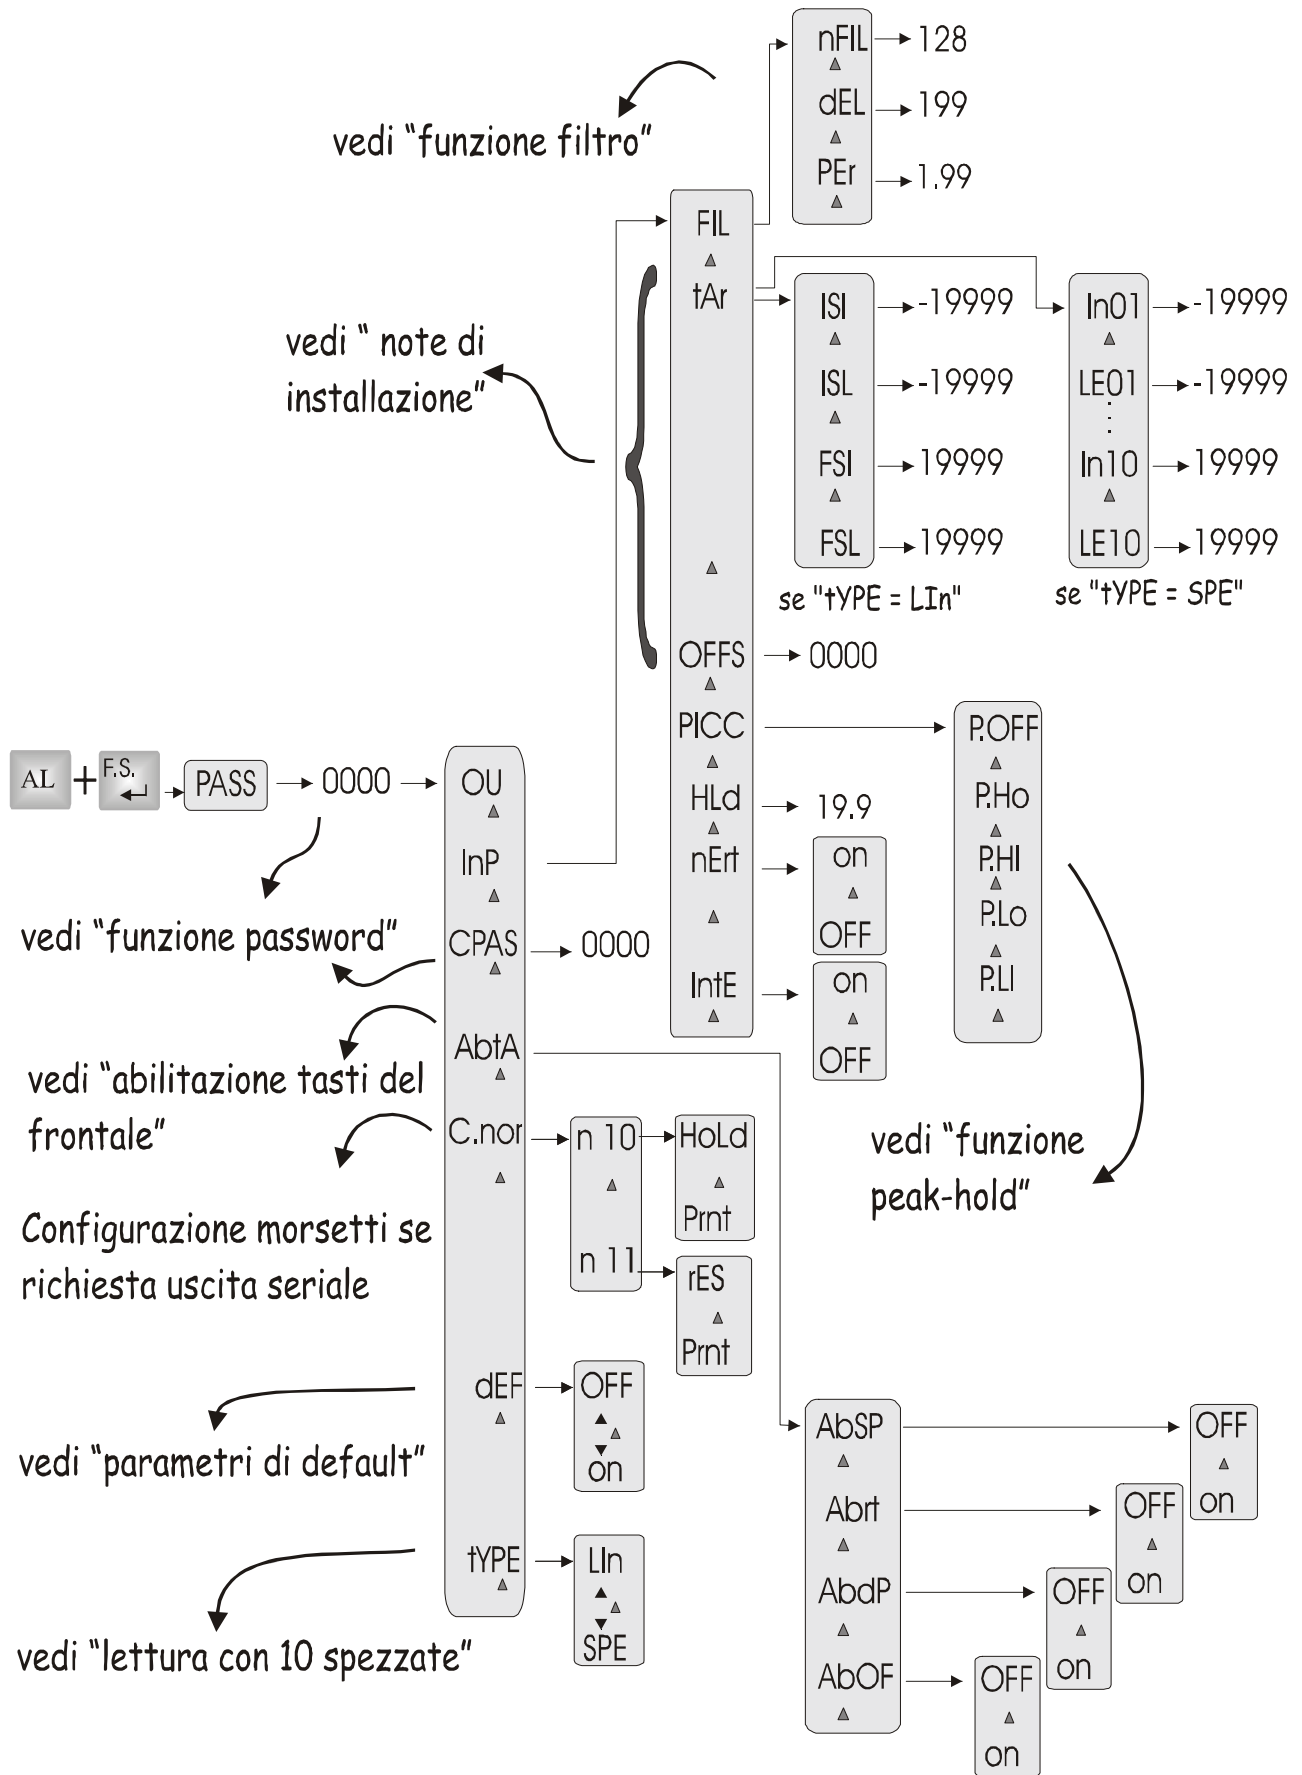 nFIL 128
dEL 199
PEr 1.99
vedi “funzione filtro”
FIL
tAr
ISI -19999
ISL -19999
FSI 19999
FSL 19999
se "tYPE = LIn"
In01 -19999
LE01 -19999
In10 19999
LE10 19999
se "tYPE = SPE"
vedi “ note di
installazione”
OFFS 0000
PICC
HLd 19.9
nErt
on
OFF
IntE
on
OFF
P.OFF
P.Ho
P.HI
P.Lo
P.LI
vedi “funzione
peak-hold”
AL + F.S. PASS 0000
OU
InP
CPAS 0000
AbtA
C.nor
dEF
tYPE
vedi “funzione password”
vedi “abilitazione tasti del
frontale”
Configurazione morsetti se
richiesta uscita seriale
n 10
n 11
HoLd
Prnt
rES
Prnt
vedi “parametri di default”
OFF
on
vedi “lettura con 10 spezzate”
LIn
SPE
AbSP
Abrt
AbdP
AbOF
OFF
on
OFF
on
OFF
on
OFF
on